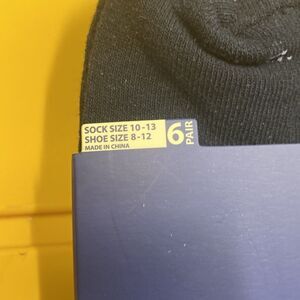 SOCK SIZE 10-13
SHOE SIZE 8-12
MADE IN CHINA
6 PAIR